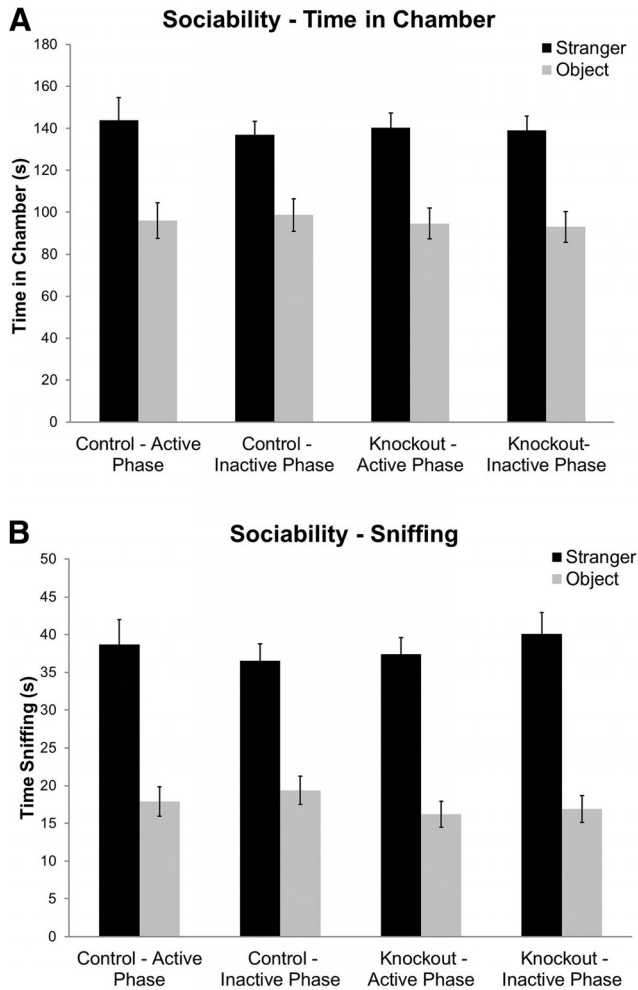 A
Sociability - Time in Chamber
Stranger
Object
Time in Chamber (s)
180
160
140
120
100
80
60
40
20
0
Control - Active
Phase
Control -
Inactive Phase
Knockout -
Active Phase
Knockout-
Inactive Phase
B
Sociability - Sniffing
Stranger
Object
Time Sniffing (s)
50
45
40
35
30
25
20
15
10
5
0
Control - Active
Phase
Control -
Inactive Phase
Knockout -
Active Phase
Knockout -
Inactive Phase